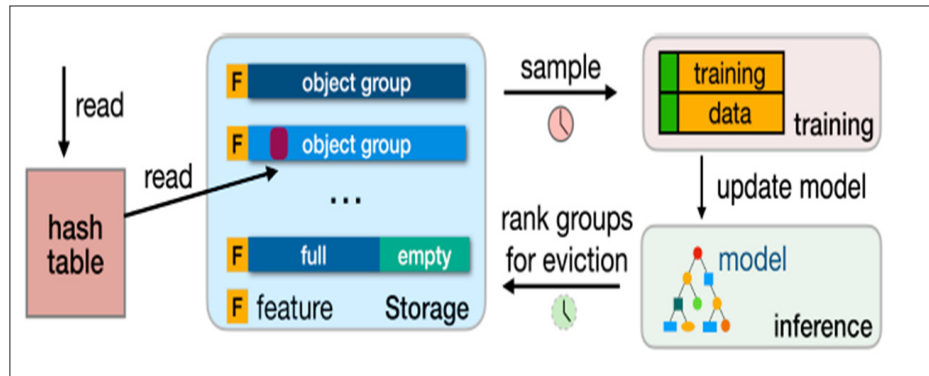 read
hash
table
read
F object group
F object group
...
F full empty
F feature Storage
sample
training
data
training
update model
rank groups
for eviction
model
inference